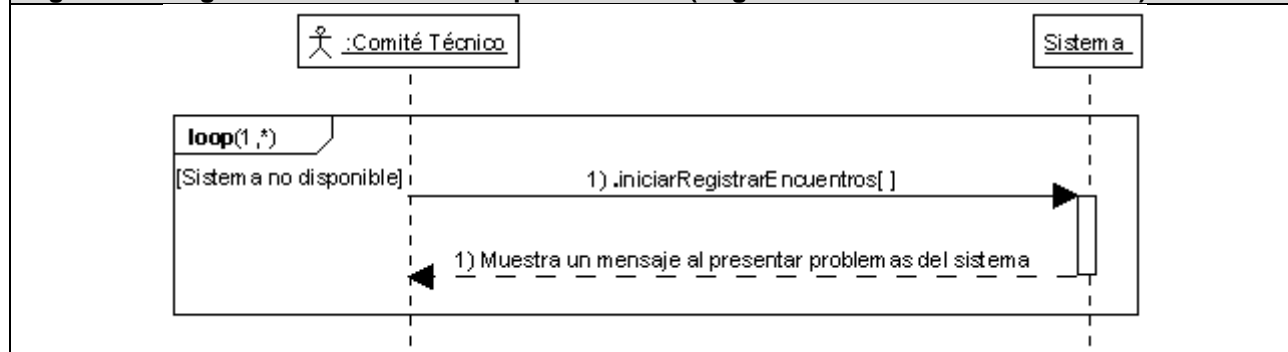 :Comité Técnico
Sistema
loop(1,*)
[Sistema no disponible]
1) .iniciarRegistrarEncuentros[ ]
1) Muestra un mensaje al presentar problemas del sistema